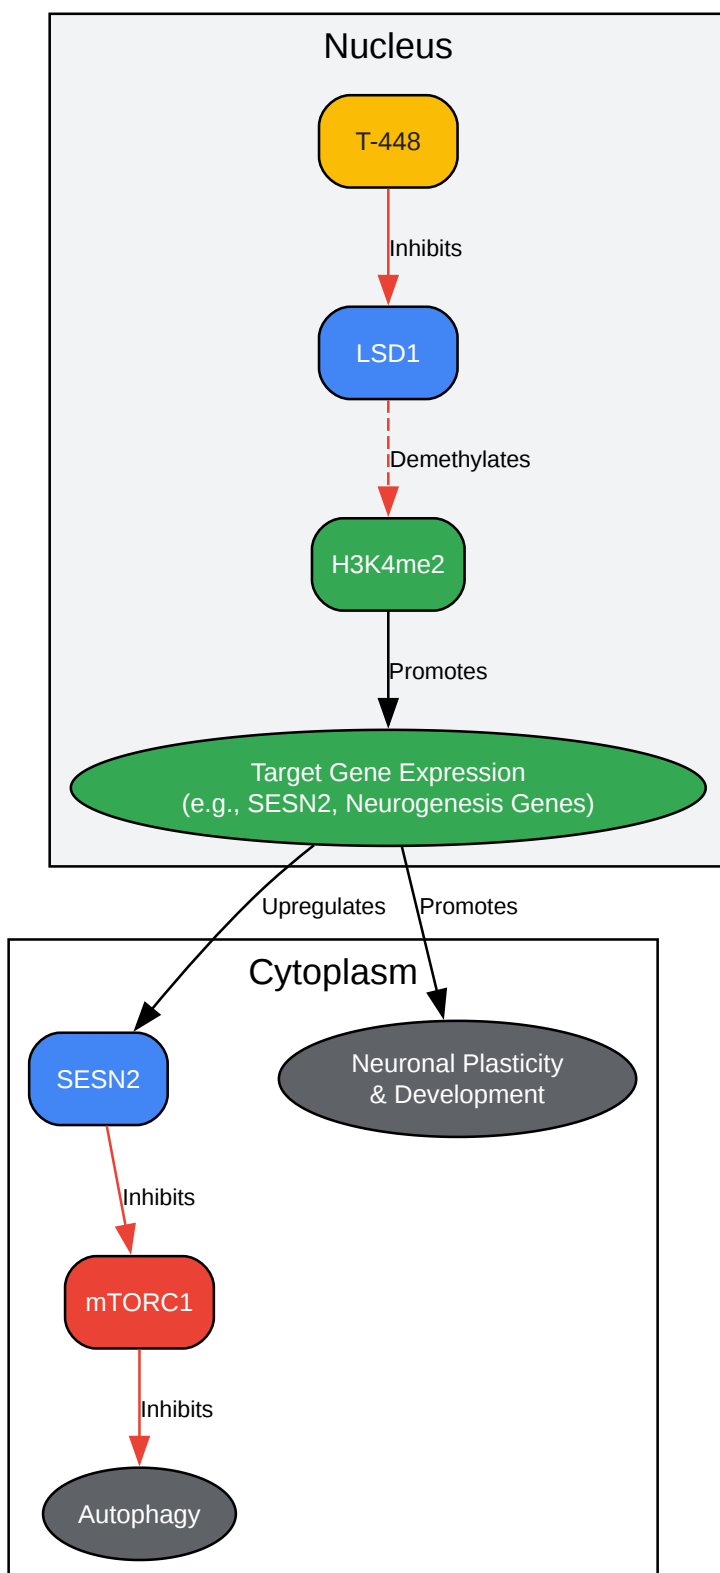 Nucleus
T-448
Inhibits
LSD1
Demethylates
H3K4me2
Promotes
Target Gene Expression
(e.g., SESN2, Neurogenesis Genes)
Upregulates
Promotes
Cytoplasm
SESN2
Neuronal Plasticity
& Development
Inhibits
mTORC1
Inhibits
Autophagy